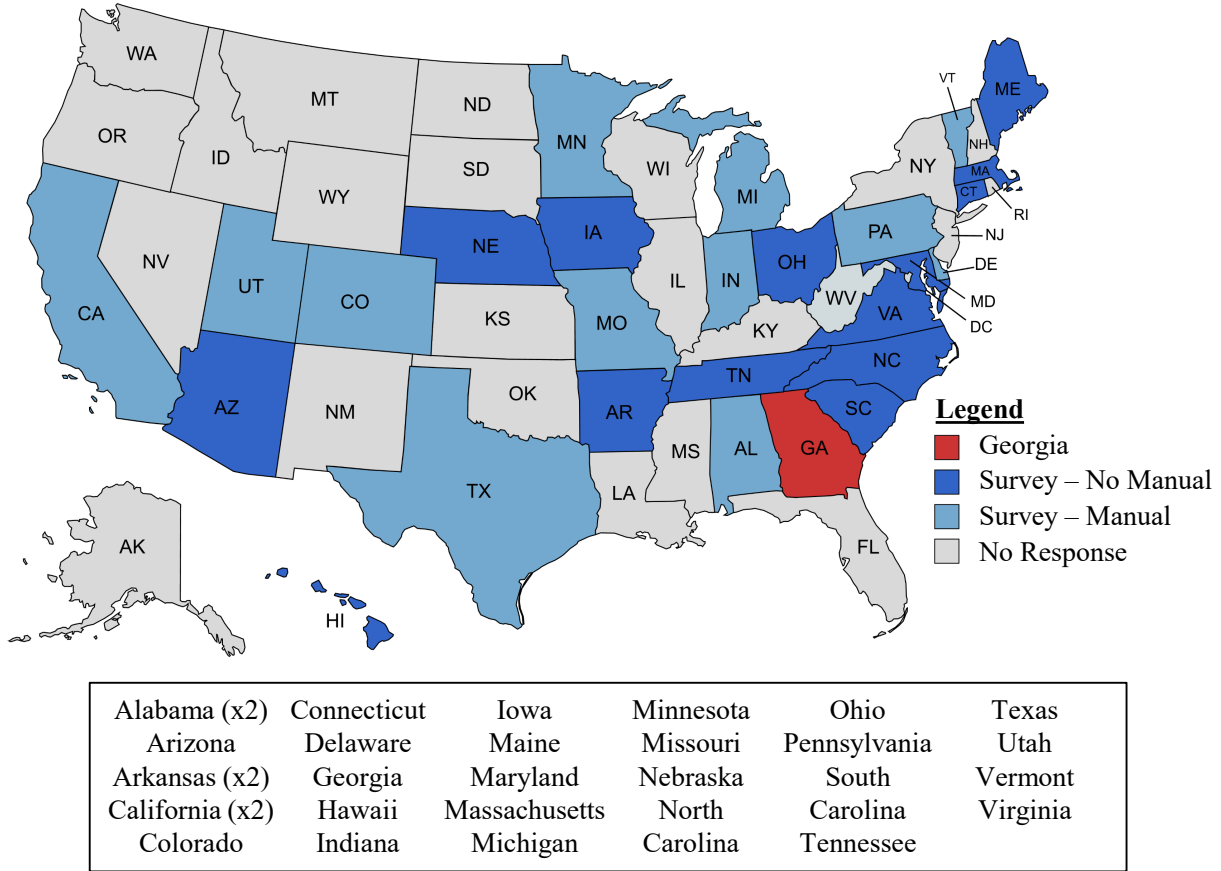 WA
MT
ND
MN
VT
ME
OR
ID
SD
WI
NY
NH
WY
MI
MA
CT
RI
NE
IA
PA
NJ
NV
UT
CO
IL
IN
OH
DE
CA
WV
MD
KS
MO
VA
DC
KY
AZ
NM
OK
TN
NC
AR
SC
MS
AL
GA
TX
LA
AK
FL
HI
Legend
Georgia
Survey – No Manual
Survey – Manual
No Response
Alabama (x2) Connecticut Iowa Minnesota Ohio Texas
Arizona Delaware Maine Missouri Pennsylvania Utah
Arkansas (x2) Georgia Maryland Nebraska South Vermont
California (x2) Hawaii Massachusetts North Carolina Virginia
Colorado Indiana Michigan Carolina Tennessee